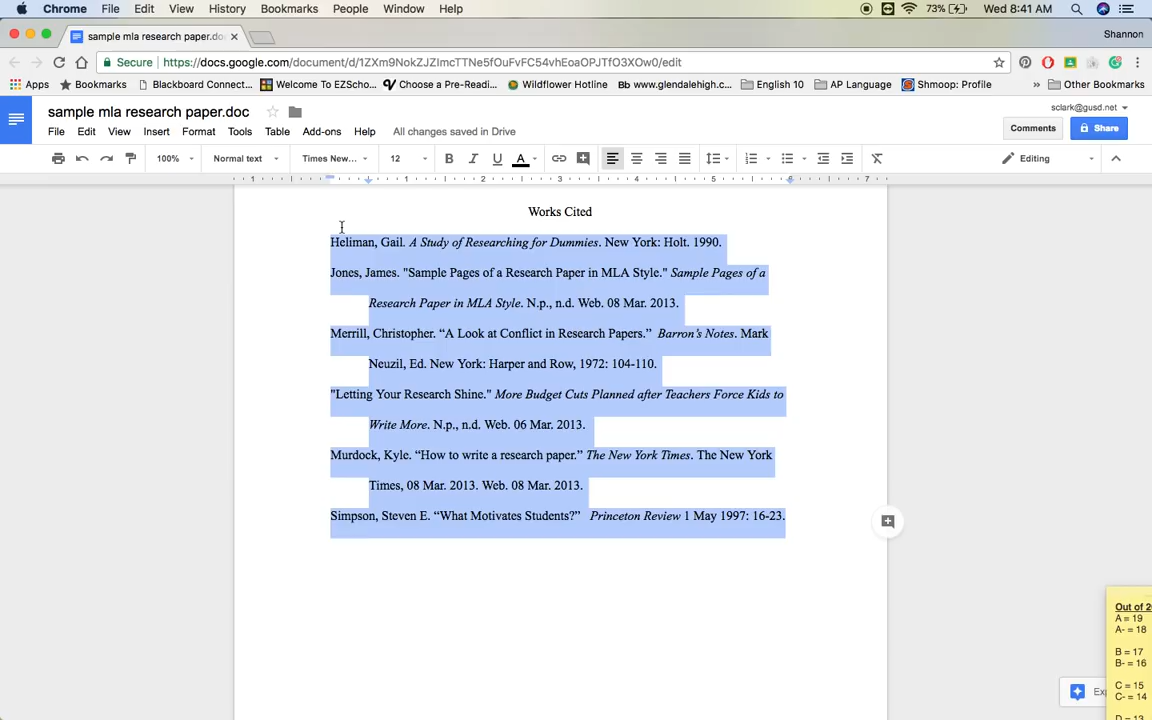 Chrome File Edit View History Bookmarks People Window Help 73% Wed 8:41 AM
sample mla research paper.doc
Shannon
Secure https://docs.google.com/document/d/1ZXm9NokZJZImcTTNe5fOuFvFC54vhEoaOPJTfO3XOw0/edit
Apps Bookmarks Blackboard Connect... Welcome To EZScho... Choose a Pre-Readi... Wildflower Hotline www.glendalehigh.c... English 10 AP Language Shmoop: Profile » Other Bookmarks
sample mla research paper.doc
sclark@gusd.net
File Edit View Insert Format Tools Table Add-ons Help All changes saved in Drive
Comments Share
100% Normal text Times New... 12 B I U A Editing
1 1 2 3 4 5 6 7
Works Cited
Heliman, Gail. A Study of Researching for Dummies. New York: Holt. 1990.
Jones, James. "Sample Pages of a Research Paper in MLA Style." Sample Pages of a
Research Paper in MLA Style. N.p., n.d. Web. 08 Mar. 2013.
Merrill, Christopher. “A Look at Conflict in Research Papers.” Barron’s Notes. Mark
Neuzil, Ed. New York: Harper and Row, 1972: 104-110.
"Letting Your Research Shine." More Budget Cuts Planned after Teachers Force Kids to
Write More. N.p., n.d. Web. 06 Mar. 2013.
Murdock, Kyle. “How to write a research paper.” The New York Times. The New York
Times, 08 Mar. 2013. Web. 08 Mar. 2013.
Simpson, Steven E. “What Motivates Students?” Princeton Review 1 May 1997: 16-23.
Out of 2
A = 19
A- = 18
B = 17
B- = 16
C = 15
C- = 14
D = 13